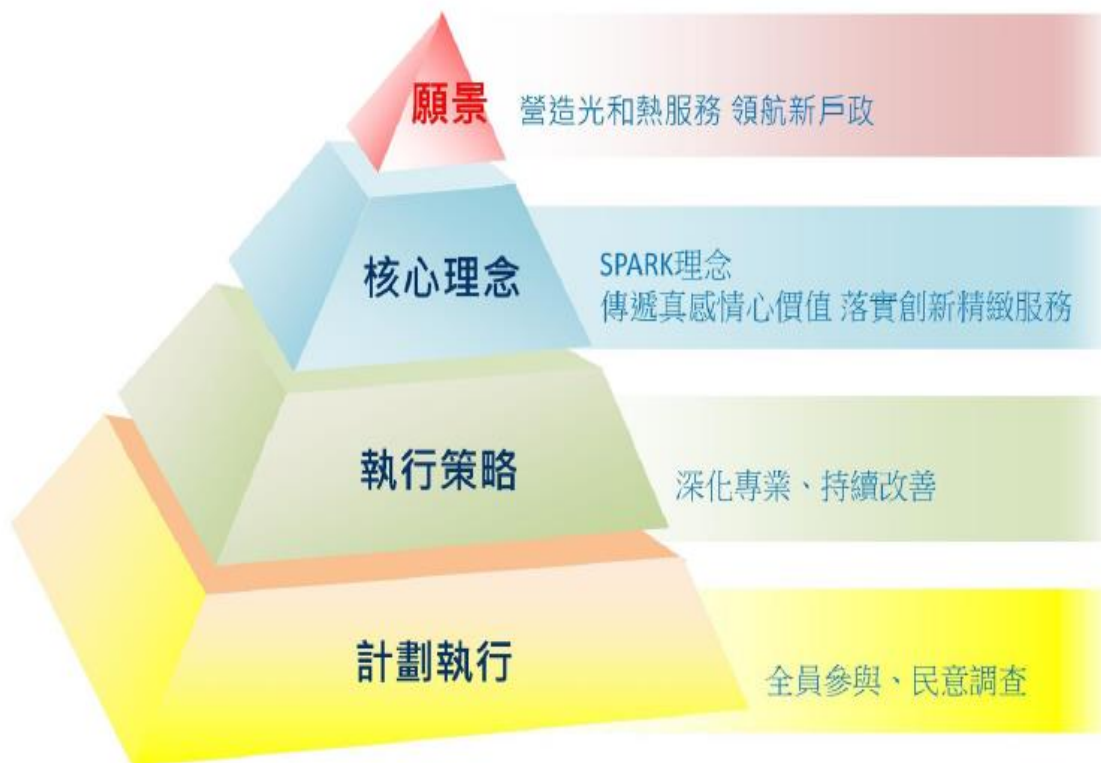 願景
營造光和熱服務 領航新戶政
核心理念
SPARK理念
傳遞真感情心價值 落實創新精緻服務
執行策略
深化專業、持續改善
計劃執行
全員參與、民意調查